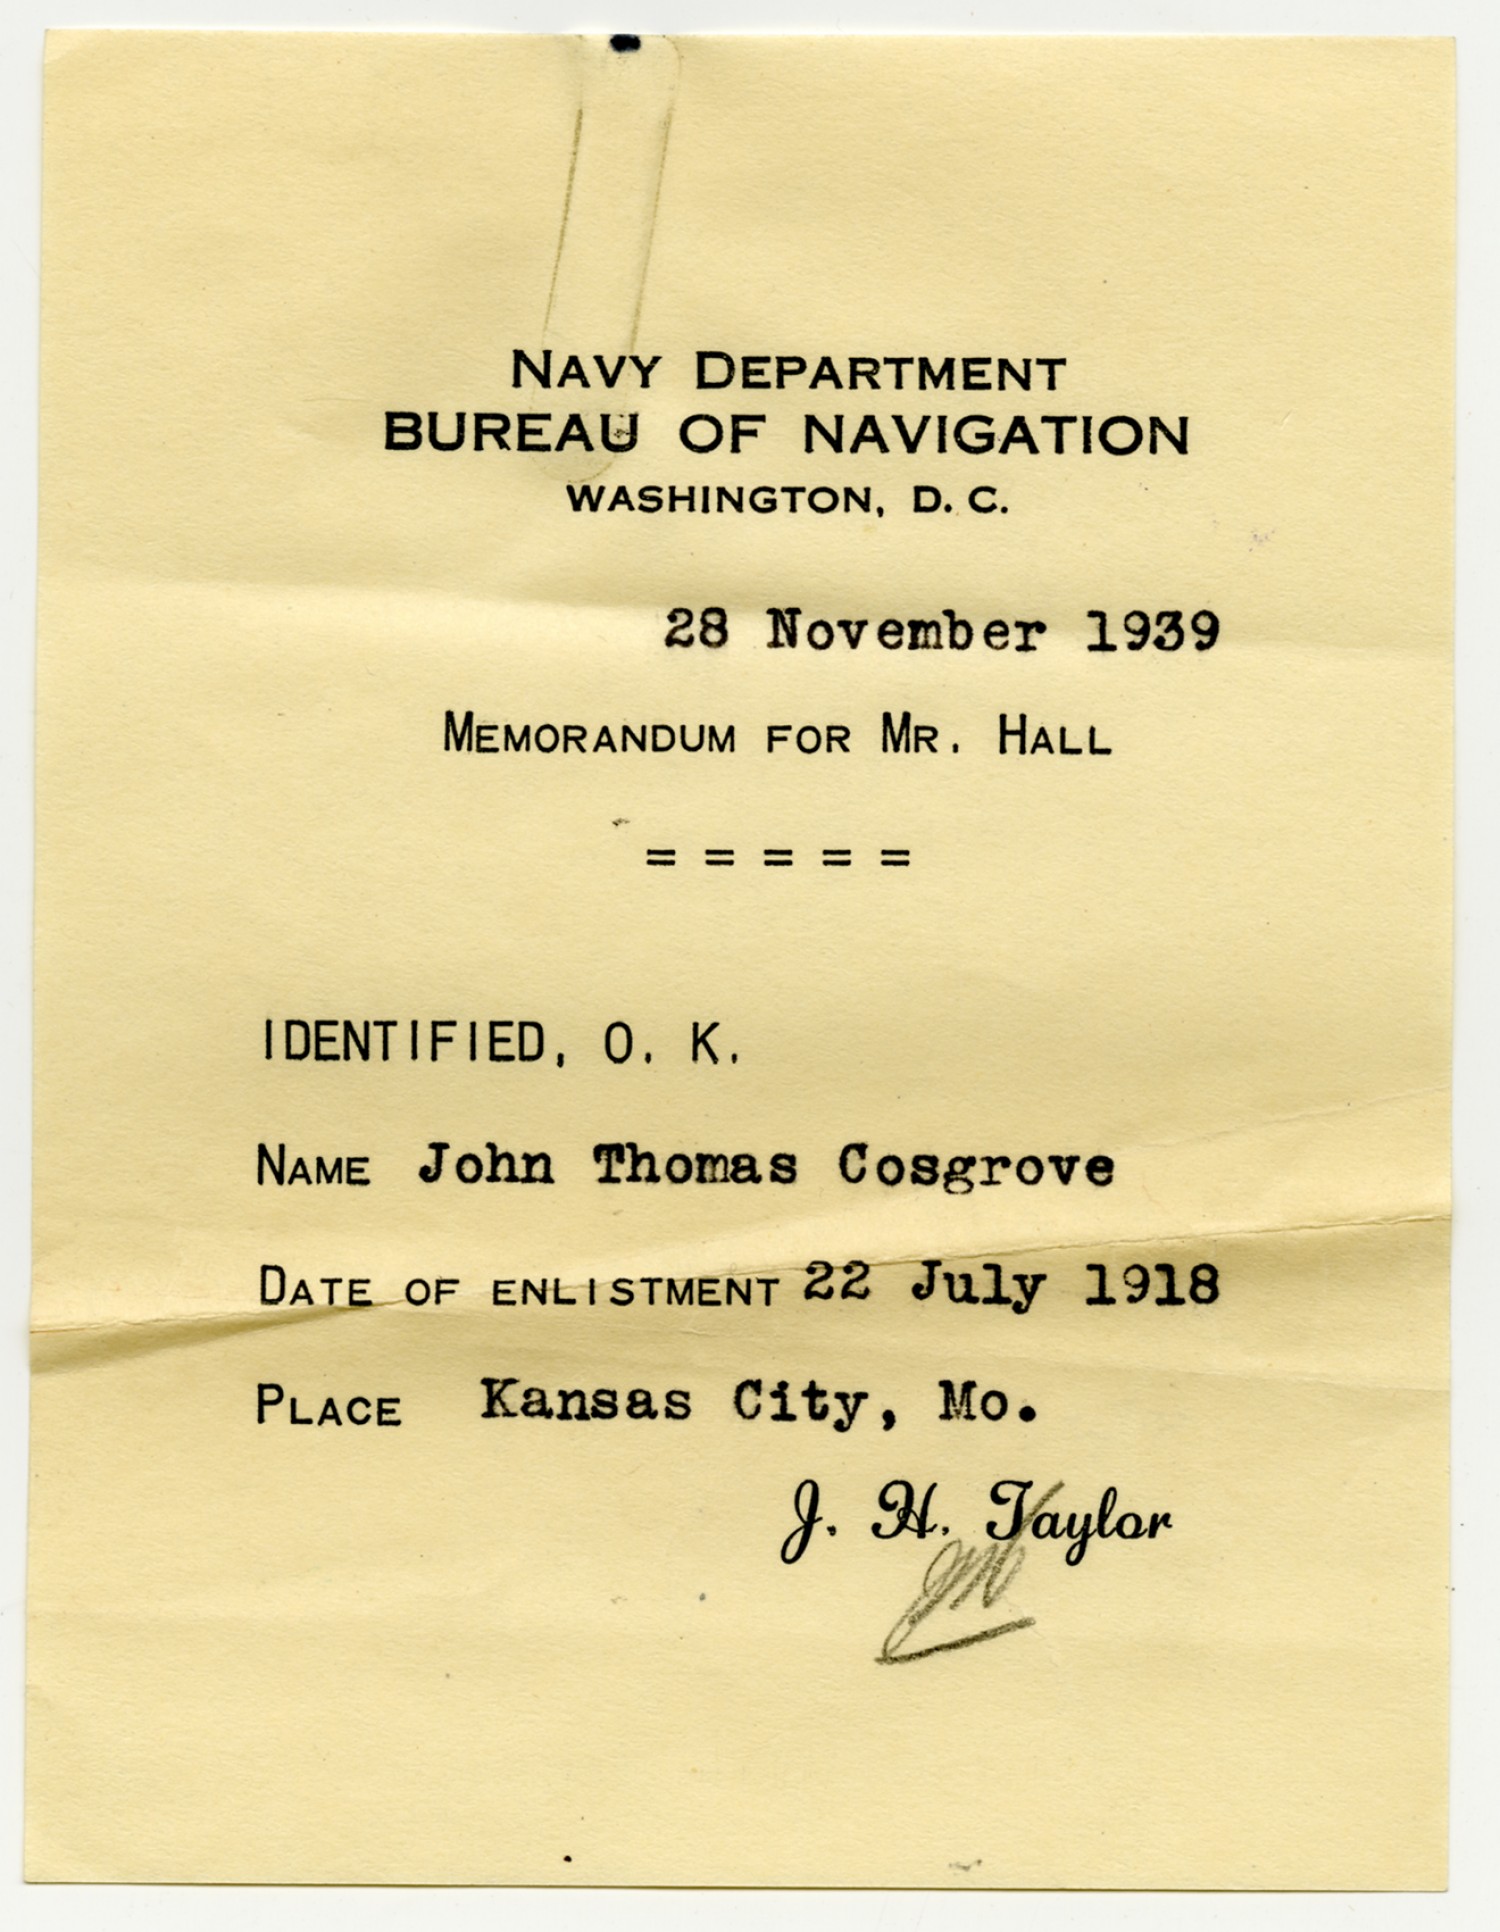 NAVY DEPARTMENT
BUREAU OF NAVIGATION
WASHINGTON, D. C.
28 November 1939
MEMORANDUM FOR MR. HALL
= = = = =
IDENTIFIED, O. K.
NAME John Thomas Cosgrove
DATE OF ENLISTMENT 22 July 1918
PLACE Kansas City, Mo.
J. H. Taylor